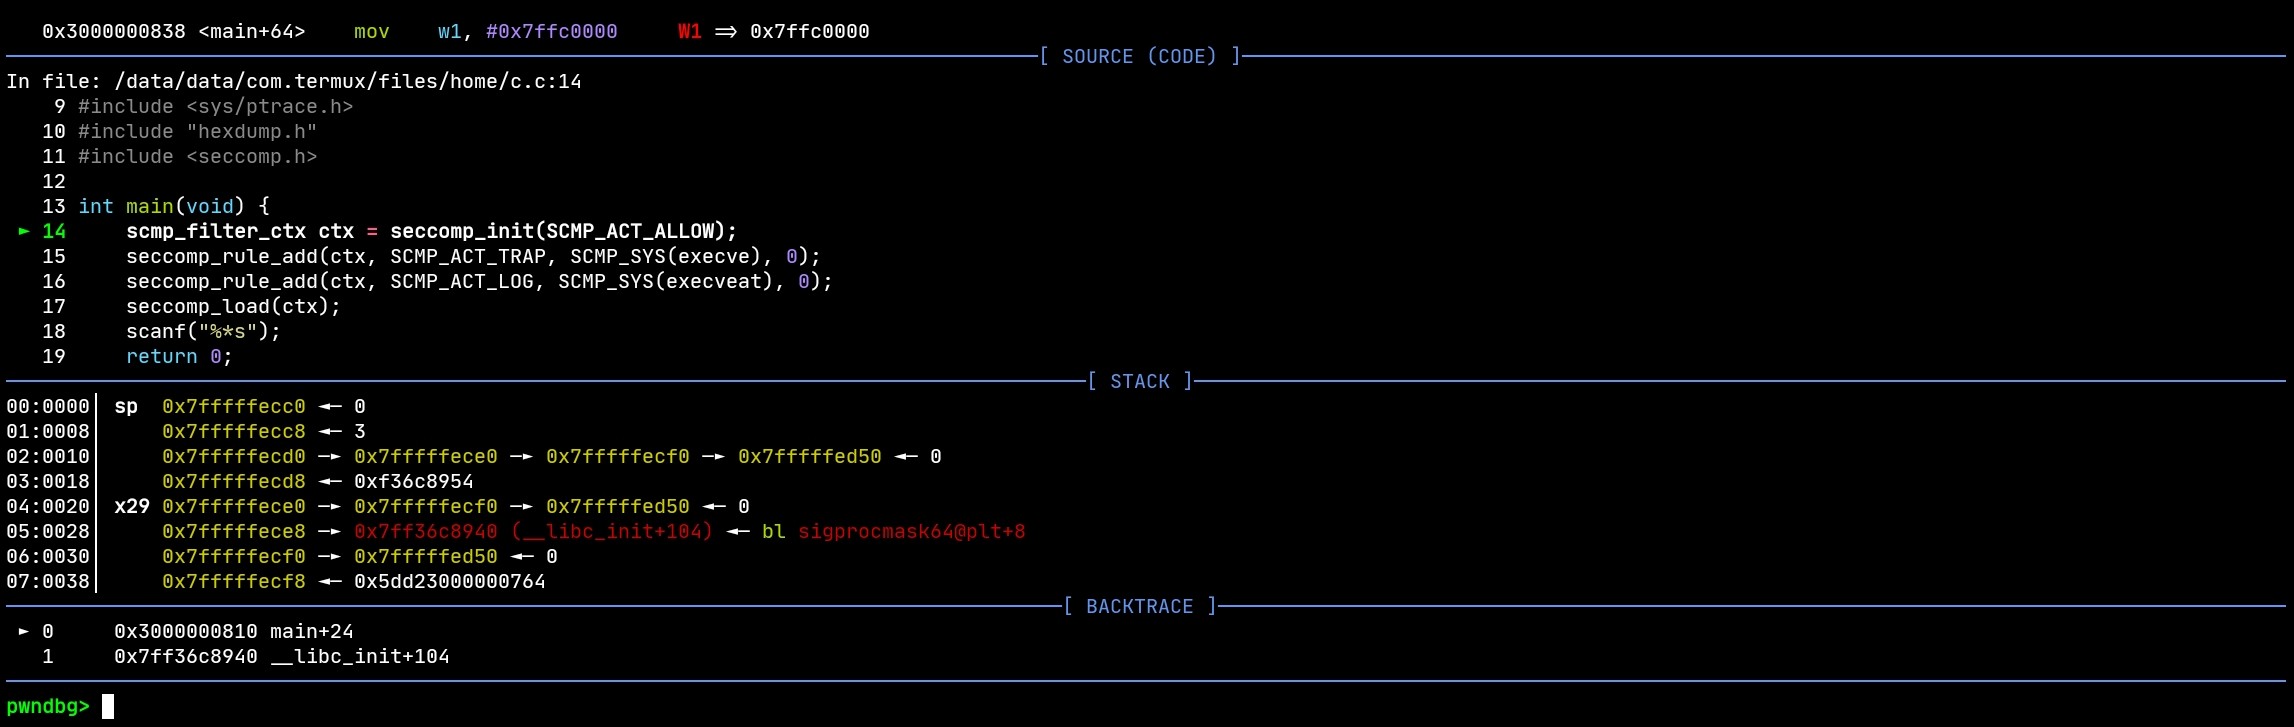 0x3000000838 <main+64>    mov    w1, #0x7ffc0000     W1 => 0x7ffc0000
[ SOURCE (CODE) ]
In file: /data/data/com.termux/files/home/c.c:14
9 #include <sys/ptrace.h>
10 #include "hexdump.h"
11 #include <seccomp.h>
12
13 int main(void) {
► 14     scmp_filter_ctx ctx = seccomp_init(SCMP_ACT_ALLOW);
15     seccomp_rule_add(ctx, SCMP_ACT_TRAP, SCMP_SYS(execve), 0);
16     seccomp_rule_add(ctx, SCMP_ACT_LOG, SCMP_SYS(execveat), 0);
17     seccomp_load(ctx);
18     scanf("%*s");
19     return 0;
[ STACK ]
00:0000│ sp  0x7fffffecc0 ◄— 0
01:0008│     0x7fffffecc8 ◄— 3
02:0010│     0x7fffffecd0 —► 0x7fffffece0 —► 0x7fffffecf0 —► 0x7fffffed50 ◄— 0
03:0018│     0x7fffffecd8 ◄— 0xf36c8954
04:0020│ x29 0x7fffffece0 —► 0x7fffffecf0 —► 0x7fffffed50 ◄— 0
05:0028│     0x7fffffece8 —► 0x7ff36c8940 (__libc_init+104) ◄— bl sigprocmask64@plt+8
06:0030│     0x7fffffecf0 —► 0x7fffffed50 ◄— 0
07:0038│     0x7fffffecf8 ◄— 0x5dd23000000764
[ BACKTRACE ]
► 0     0x3000000810 main+24
1     0x7ff36c8940 __libc_init+104
pwndbg>